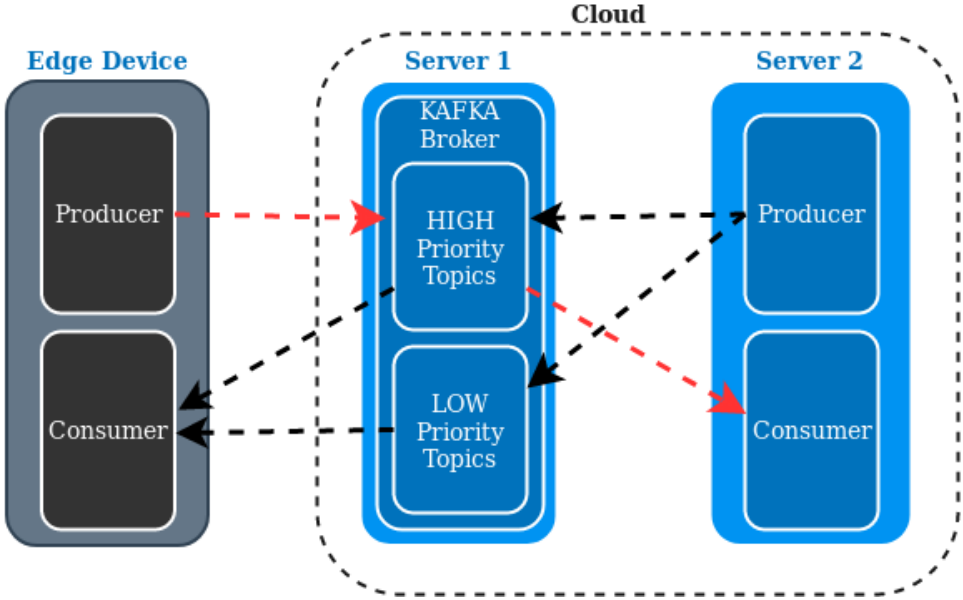 Cloud
Edge Device
Server 1
Server 2
KAFKA
Broker
Producer
HIGH
Priority
Topics
Producer
Consumer
LOW
Priority
Topics
Consumer